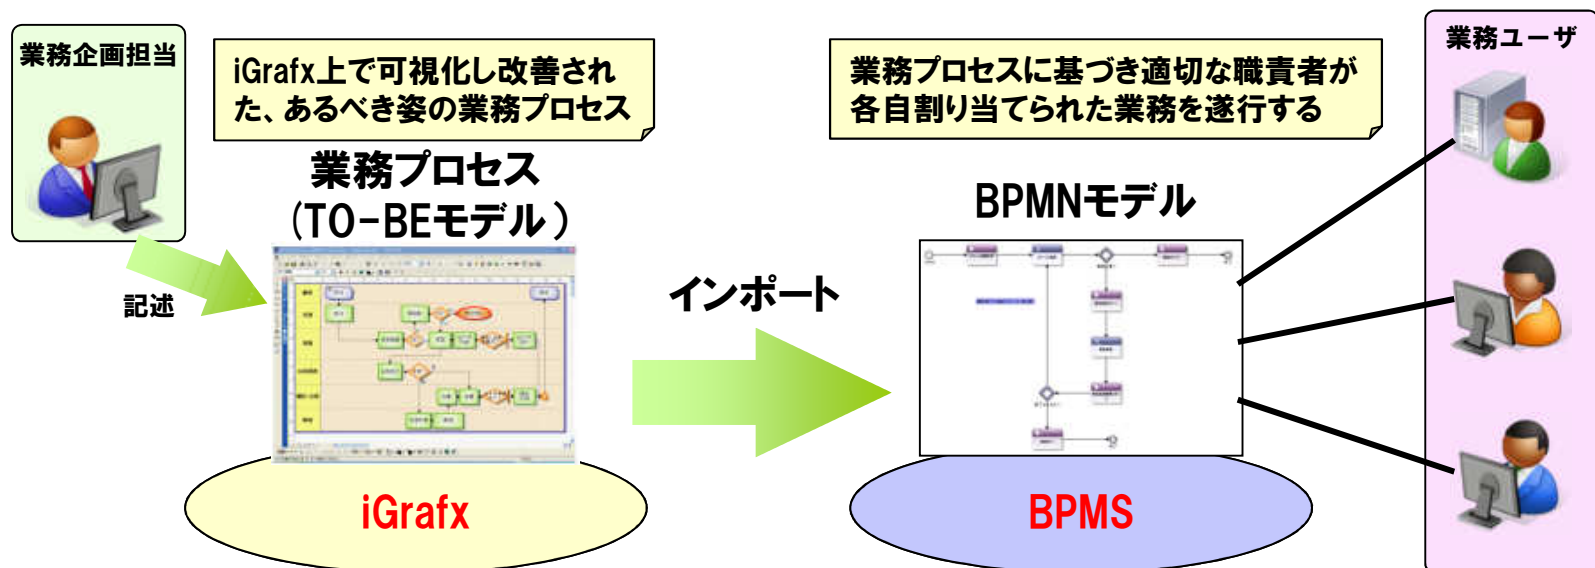 業務企画担当
iGrafx上で可視化し改善され
た、あるべき姿の業務プロセス
業務プロセスに基づき適切な職責者が
各自割り当てられた業務を遂行する
業務ユーザ
業務プロセス
(TO-BEモデル)
BPMNモデル
記述
インポート
iGrafx
BPMS